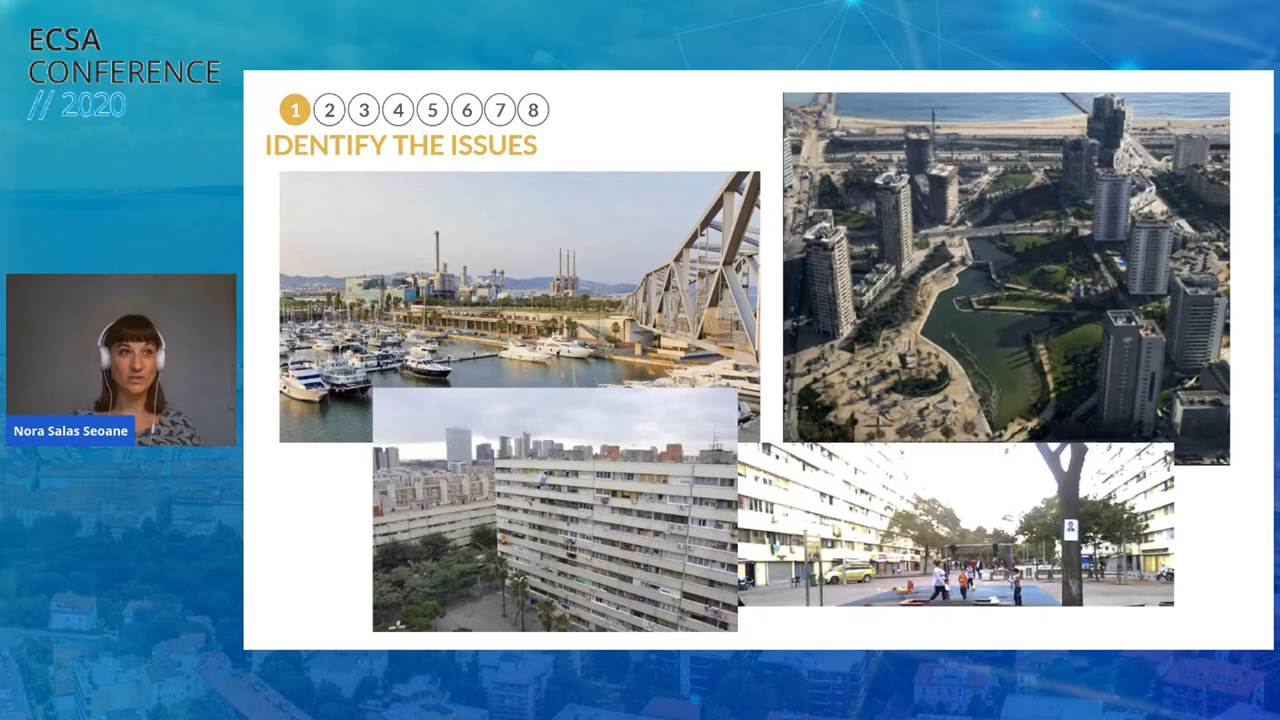 ECSA
CONFERENCE
// 2020
1 2 3 4 5 6 7 8
IDENTIFY THE ISSUES
Nora Salas Seoane